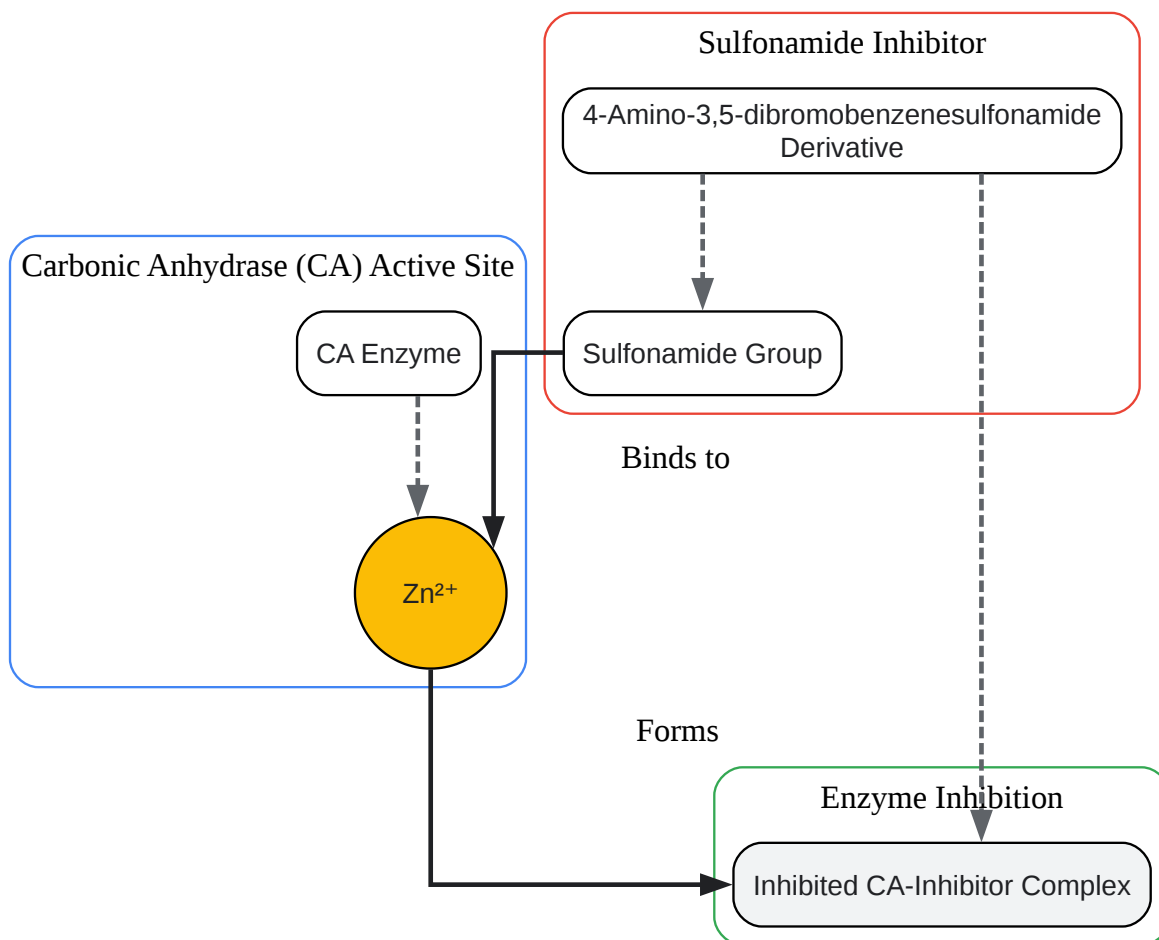 Sulfonamide Inhibitor
4-Amino-3,5-dibromobenzenesulfonamide
Derivative
Carbonic Anhydrase (CA) Active Site
CA Enzyme
Sulfonamide Group
Binds to
Zn²⁺
Forms
Enzyme Inhibition
Inhibited CA-Inhibitor Complex